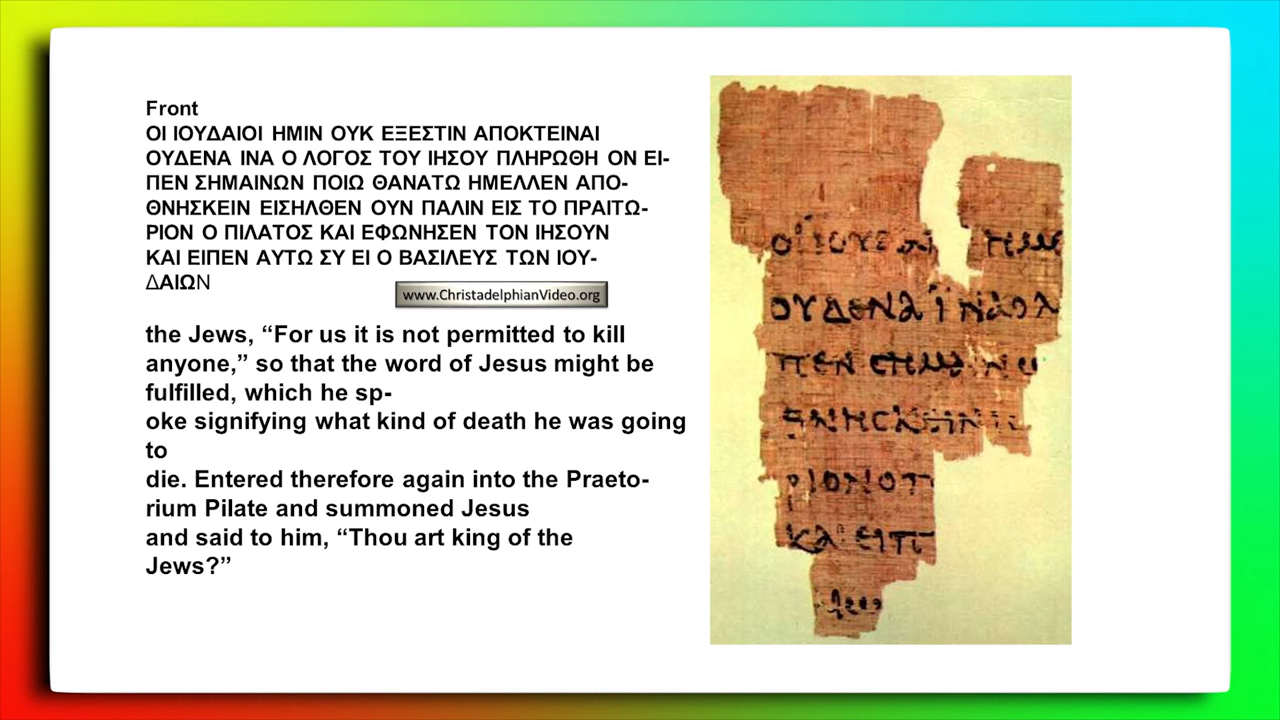 Front
ΟΙ ΙΟΥΔΑΙΟΙ ΗΜΙΝ ΟΥΚ ΕΞΕΣΤΙΝ ΑΠΟΚΤΕΙΝΑΙ
ΟΥΔΕΝΑ ΙΝΑ Ο ΛΟΓΟΣ ΤΟΥ ΙΗΣΟΥ ΠΛΗΡΩΘΗ ΟΝ ΕΙ-
ΠΕΝ ΣΗΜΑΙΝΩΝ ΠΟΙΩ ΘΑΝΑΤΩ ΗΜΕΛΛΕΝ ΑΠΟ-
ΘΝΗΣΚΕΙΝ ΕΙΣΗΛΘΕΝ ΟΥΝ ΠΑΛΙΝ ΕΙΣ ΤΟ ΠΡΑΙΤΩ-
ΡΙΟΝ Ο ΠΙΛΑΤΟΣ ΚΑΙ ΕΦΩΝΗΣΕΝ ΤΟΝ ΙΗΣΟΥΝ
ΚΑΙ ΕΙΠΕΝ ΑΥΤΩ ΣΥ ΕΙ Ο ΒΑΣΙΛΕΥΣ ΤΩΝ ΙΟΥ-
ΔΑΙΩΝ
www.ChristadelphianVideo.org
the Jews, “For us it is not permitted to kill
anyone,” so that the word of Jesus might be
fulfilled, which he sp-
oke signifying what kind of death he was going
to
die. Entered therefore again into the Praeto-
rium Pilate and summoned Jesus
and said to him, “Thou art king of the
Jews?”
ΟΥΔΕΝΑ ΪΝΑ Ο Λ
ΡΙΟΝ Ο Π
ΚΑΙ ΕΙΠ